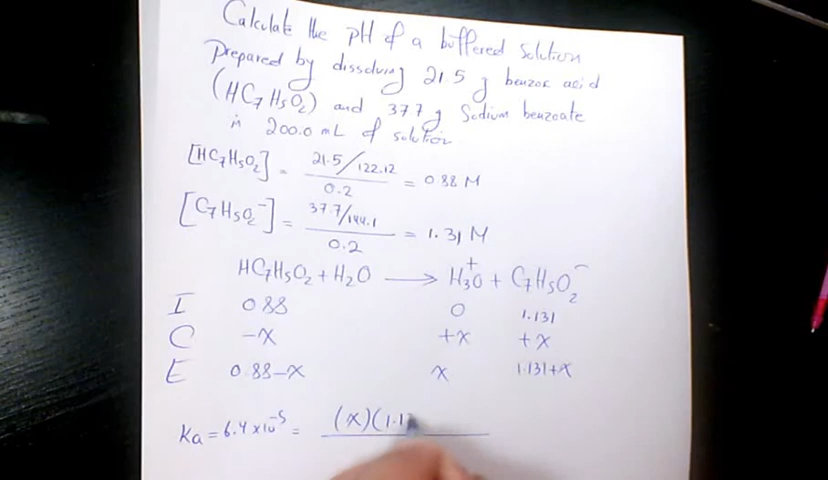 Calculate the pH of a buffered solution
Prepared by dissolving 21.5 g benzoic acid
(HC7H5O2) and 37.7 g Sodium benzoate
in 200.0 mL of solution
[HC7H5O2] = 21.5/122.12 / 0.2 = 0.88 M
[C7H5O2⁻] = 37.7/144.1 / 0.2 = 1.31 M
HC7H5O2 + H2O → H3O⁺ + C7H5O2⁻
I 0.88 0 1.131
C -x +x +x
E 0.88-x x 1.131+x
Ka = 6.4 x 10⁻⁵ = (x)(1.1